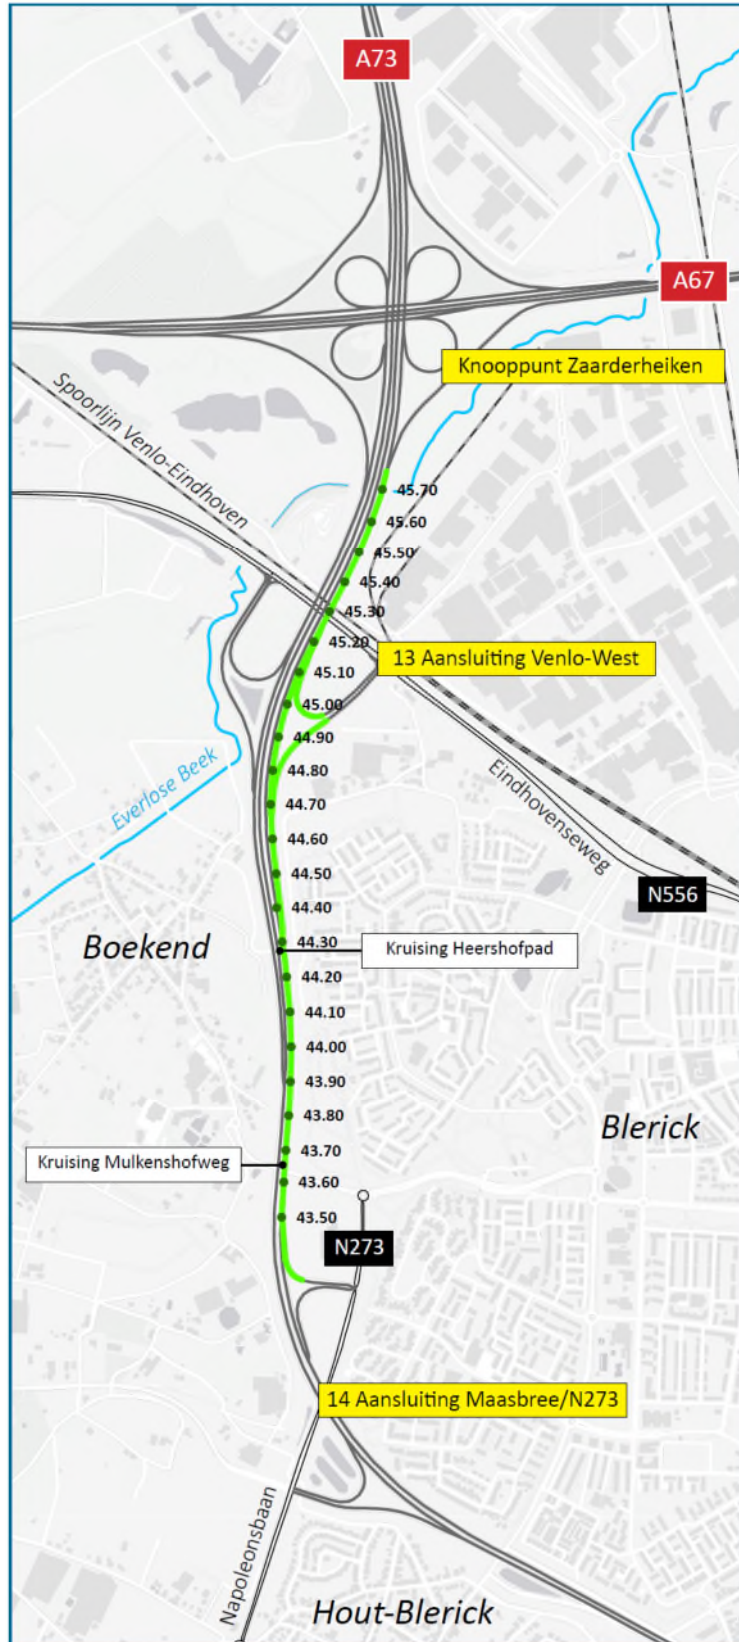 A73
A67
Knooppunt Zaarderheiken
Spoorlijn Venlo-Eindhoven
45.70
45.60
45.50
45.40
45.30
45.20
13 Aansluiting Venlo-West
45.10
45.00
44.90
Everlose Beek
44.80
Eindhovenseweg
44.70
44.60
44.50
N556
44.40
44.30
Boekend
Kruising Heershofpad
44.20
44.10
44.00
43.90
43.80
Blerick
43.70
Kruising Mulkenshofweg
43.60
43.50
N273
14 Aansluiting Maasbree/N273
Napoleonsbaan
Hout-Blerick